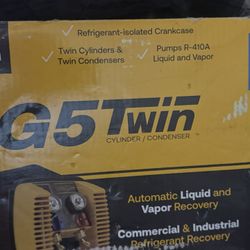 Refrigerant-isolated Crankcase
Twin Cylinders &
Twin Condensers
Pumps R-410A
Liquid and Vapor
G5Twin
CYLINDER / CONDENSER
Automatic Liquid and
Vapor Recovery
Commercial & Industrial
Refrigerant Recovery